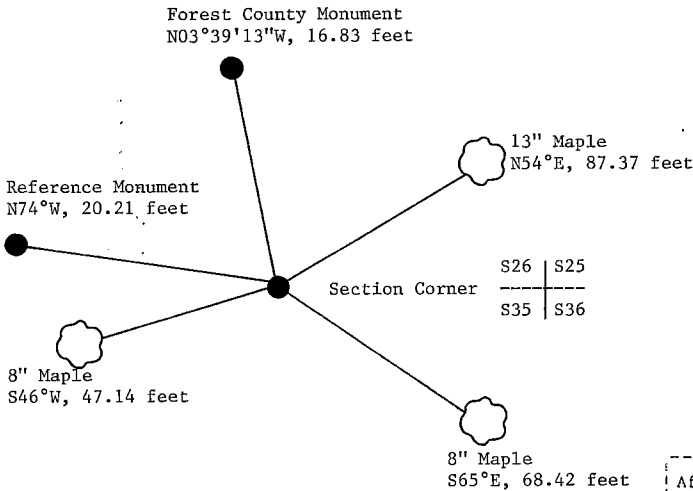 Forest County Monument
N03°39'13"W, 16.83 feet
13" Maple
N54°E, 87.37 feet
Reference Monument
N74°W, 20.21 feet
Section Corner
S26 | S25
S35 | S36
8" Maple
S46°W, 47.14 feet
8" Maple
S65°E, 68.42 feet